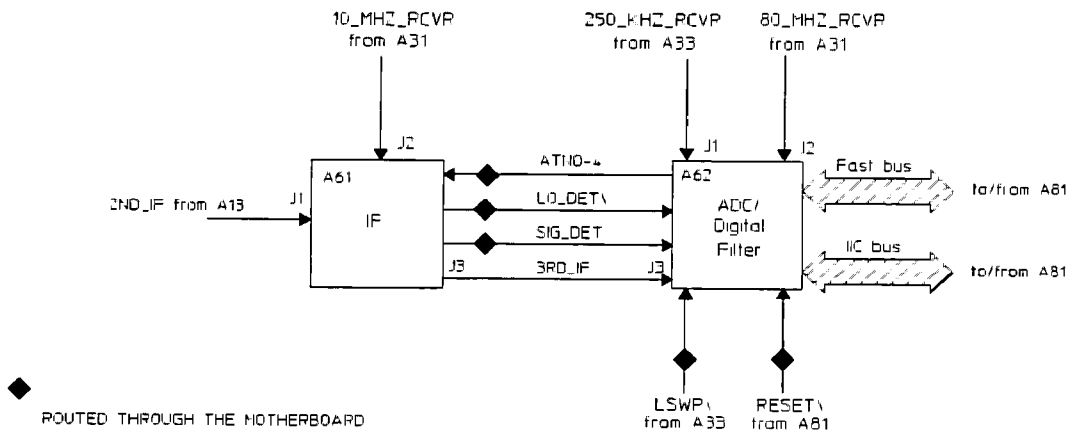 10_MHZ_RCVR
from A31
250_KHZ_RCVR
from A33
80_MHZ_RCVR
from A31
J2
J1
J2
A61
ATN0-4
A62
Fast bus
to/from A81
J1
2ND_IF from A13
IF
LO_DET\
ADC/
Digital
Filter
SIG_DET
IIC bus
J3
3RD_IF
J3
to/from A81
LSWP\
from A33
RESET\
from A81
ROUTED THROUGH THE MOTHERBOARD